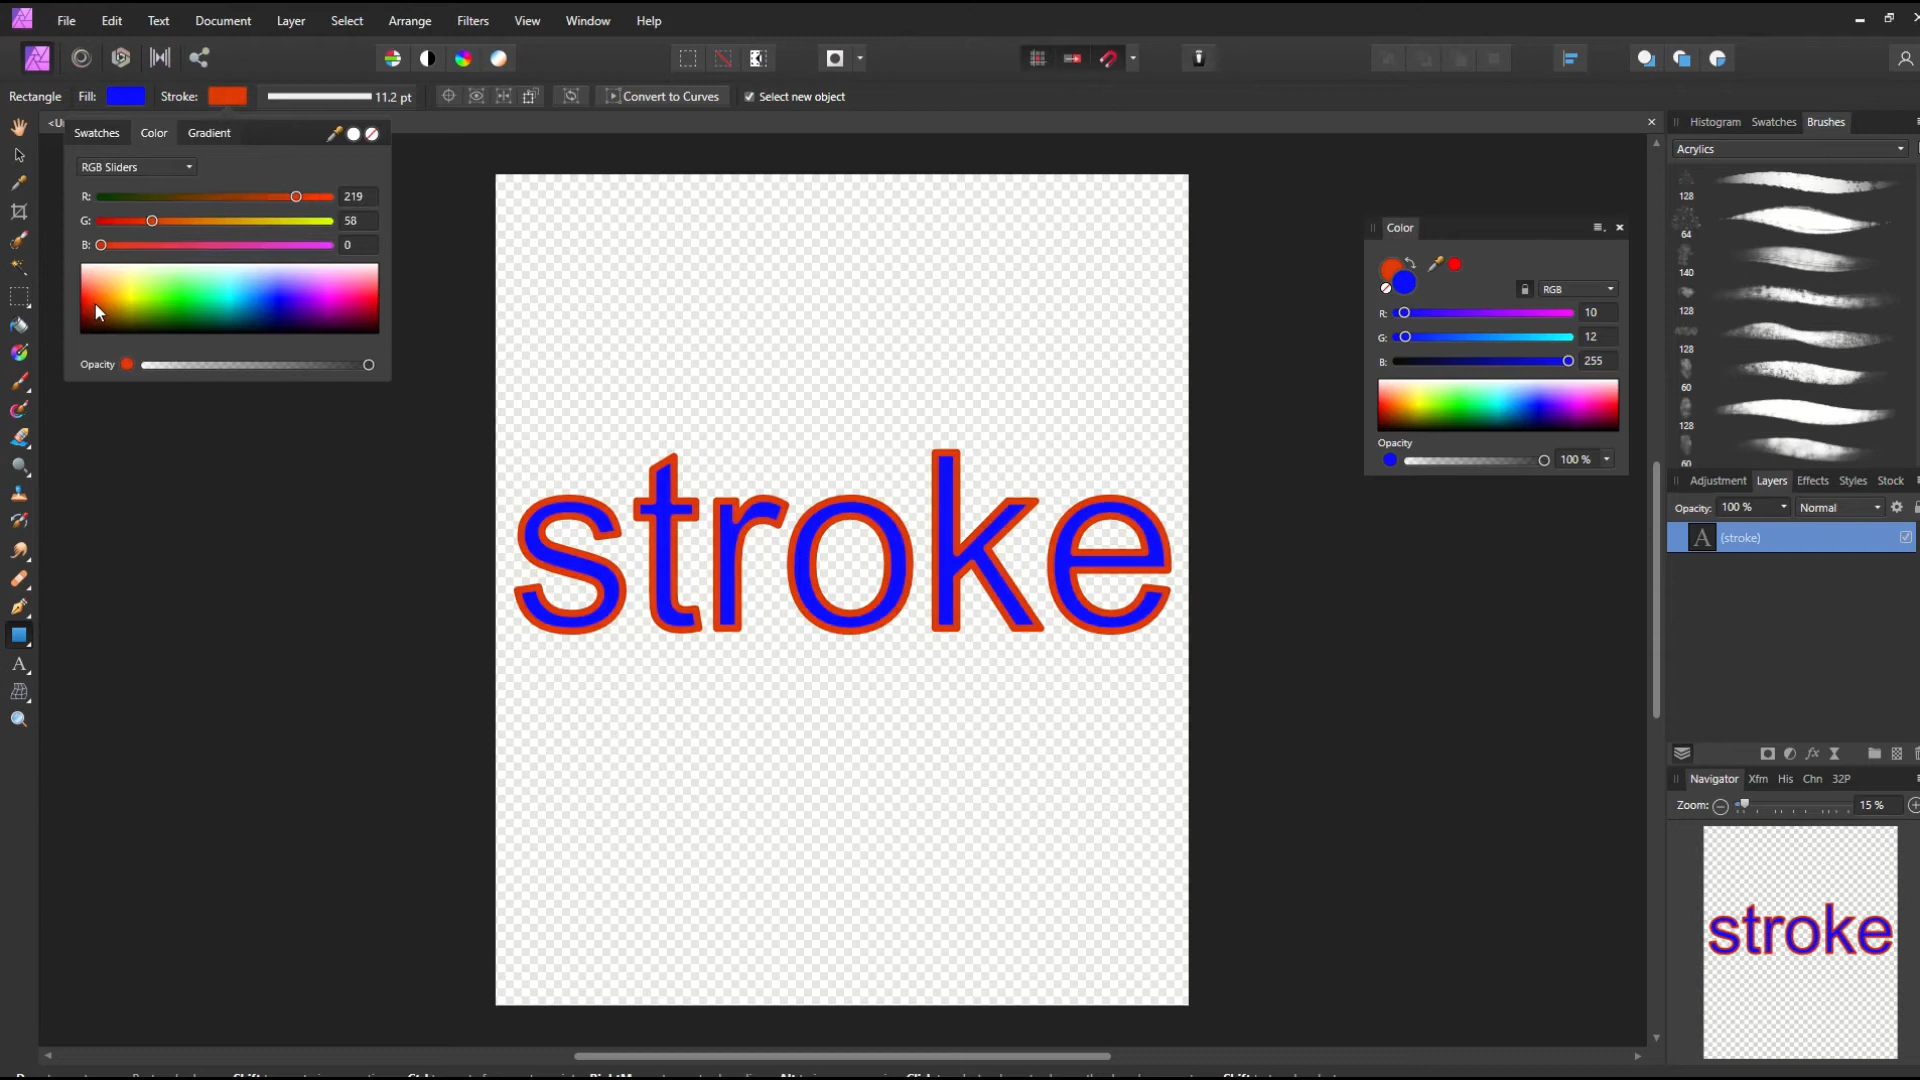 File Edit Text Document Layer Select Arrange Filters View Window Help
Rectangle Fill: Stroke: 11.2 pt Convert to Curves Select new object
<U
Swatches Color Gradient
RGB Sliders
R: 219
G: 58
B: 0
Opacity
stroke
Color
RGB
R: 10
G: 12
B: 255
Opacity
100 %
Histogram Swatches Brushes
Acrylics
128
64
140
128
128
60
128
60
Adjustment Layers Effects Styles Stock
Opacity: 100 % Normal
A (stroke)
Navigator Xfm His Chn 32P
Zoom: 15 %
stroke